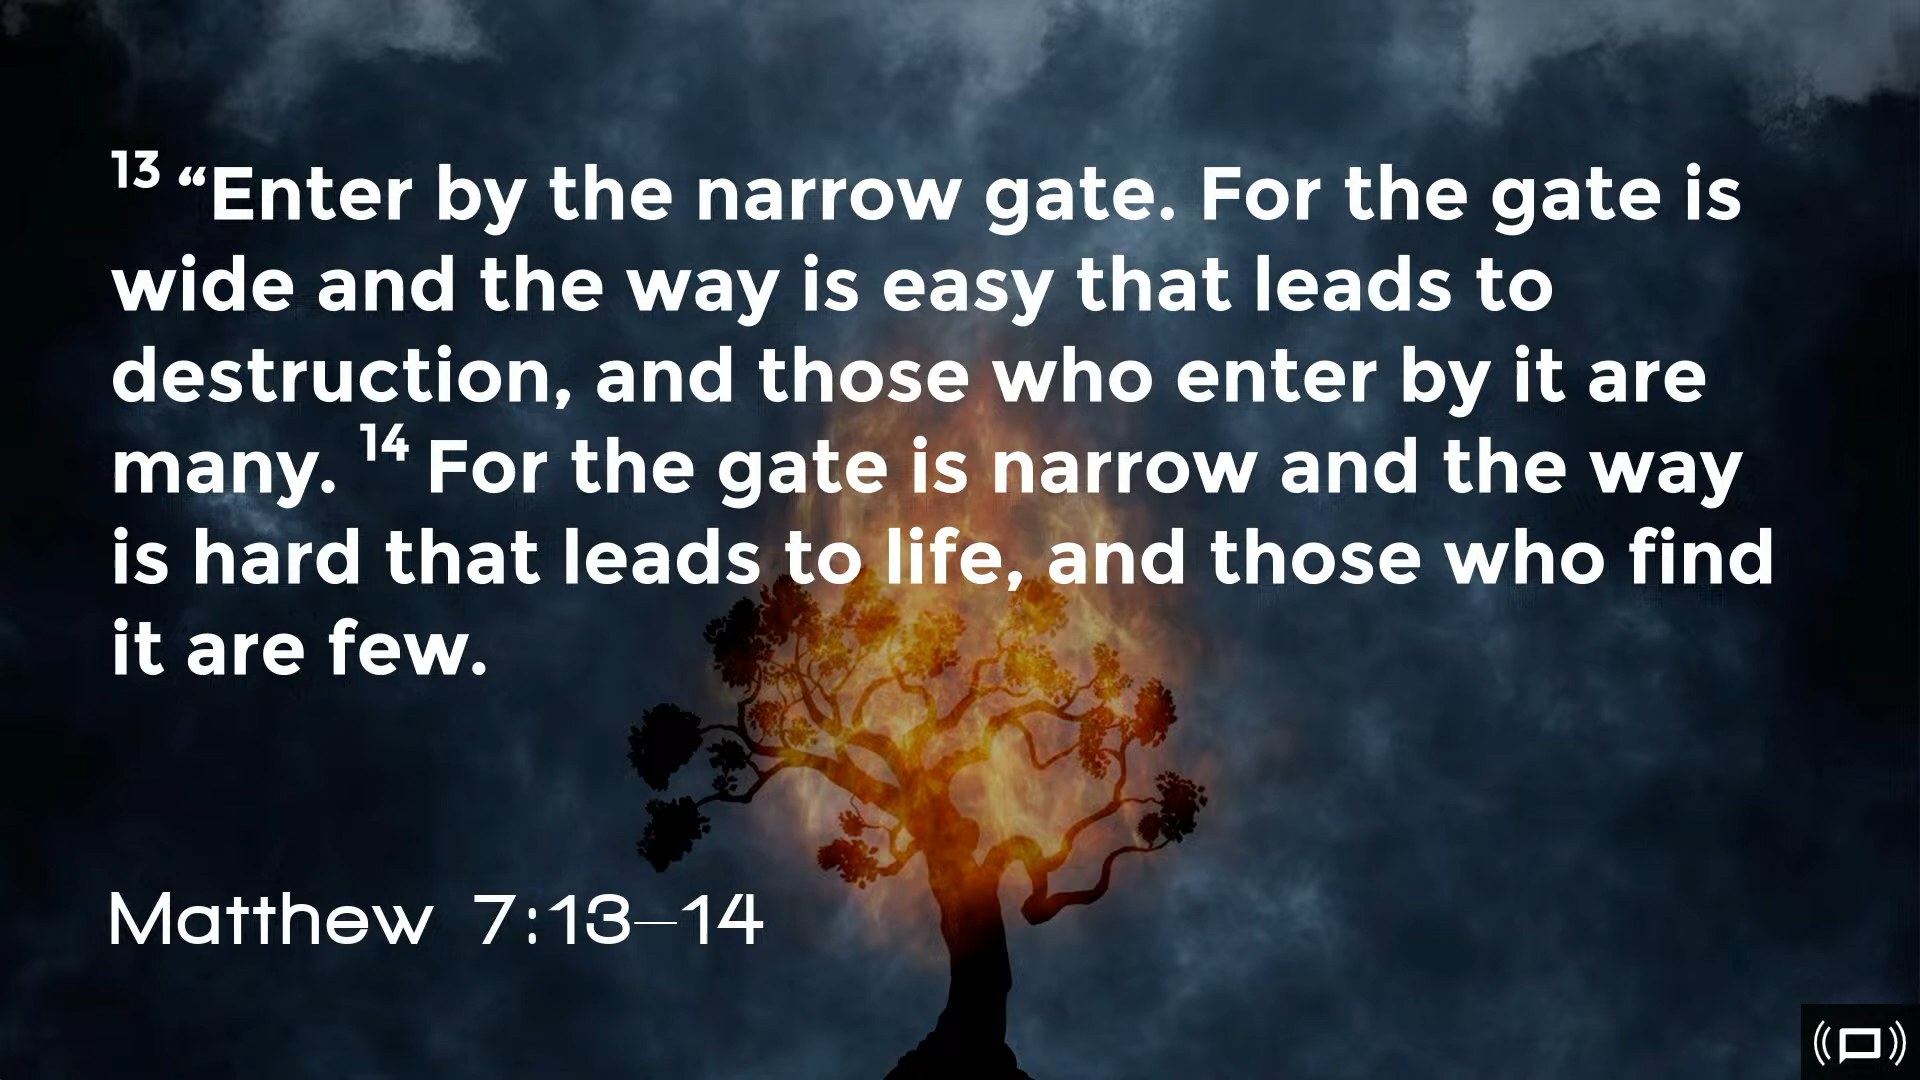 13 “Enter by the narrow gate. For the gate is
wide and the way is easy that leads to
destruction, and those who enter by it are
many. 14 For the gate is narrow and the way
is hard that leads to life, and those who find
it are few.
Matthew 7:13–14